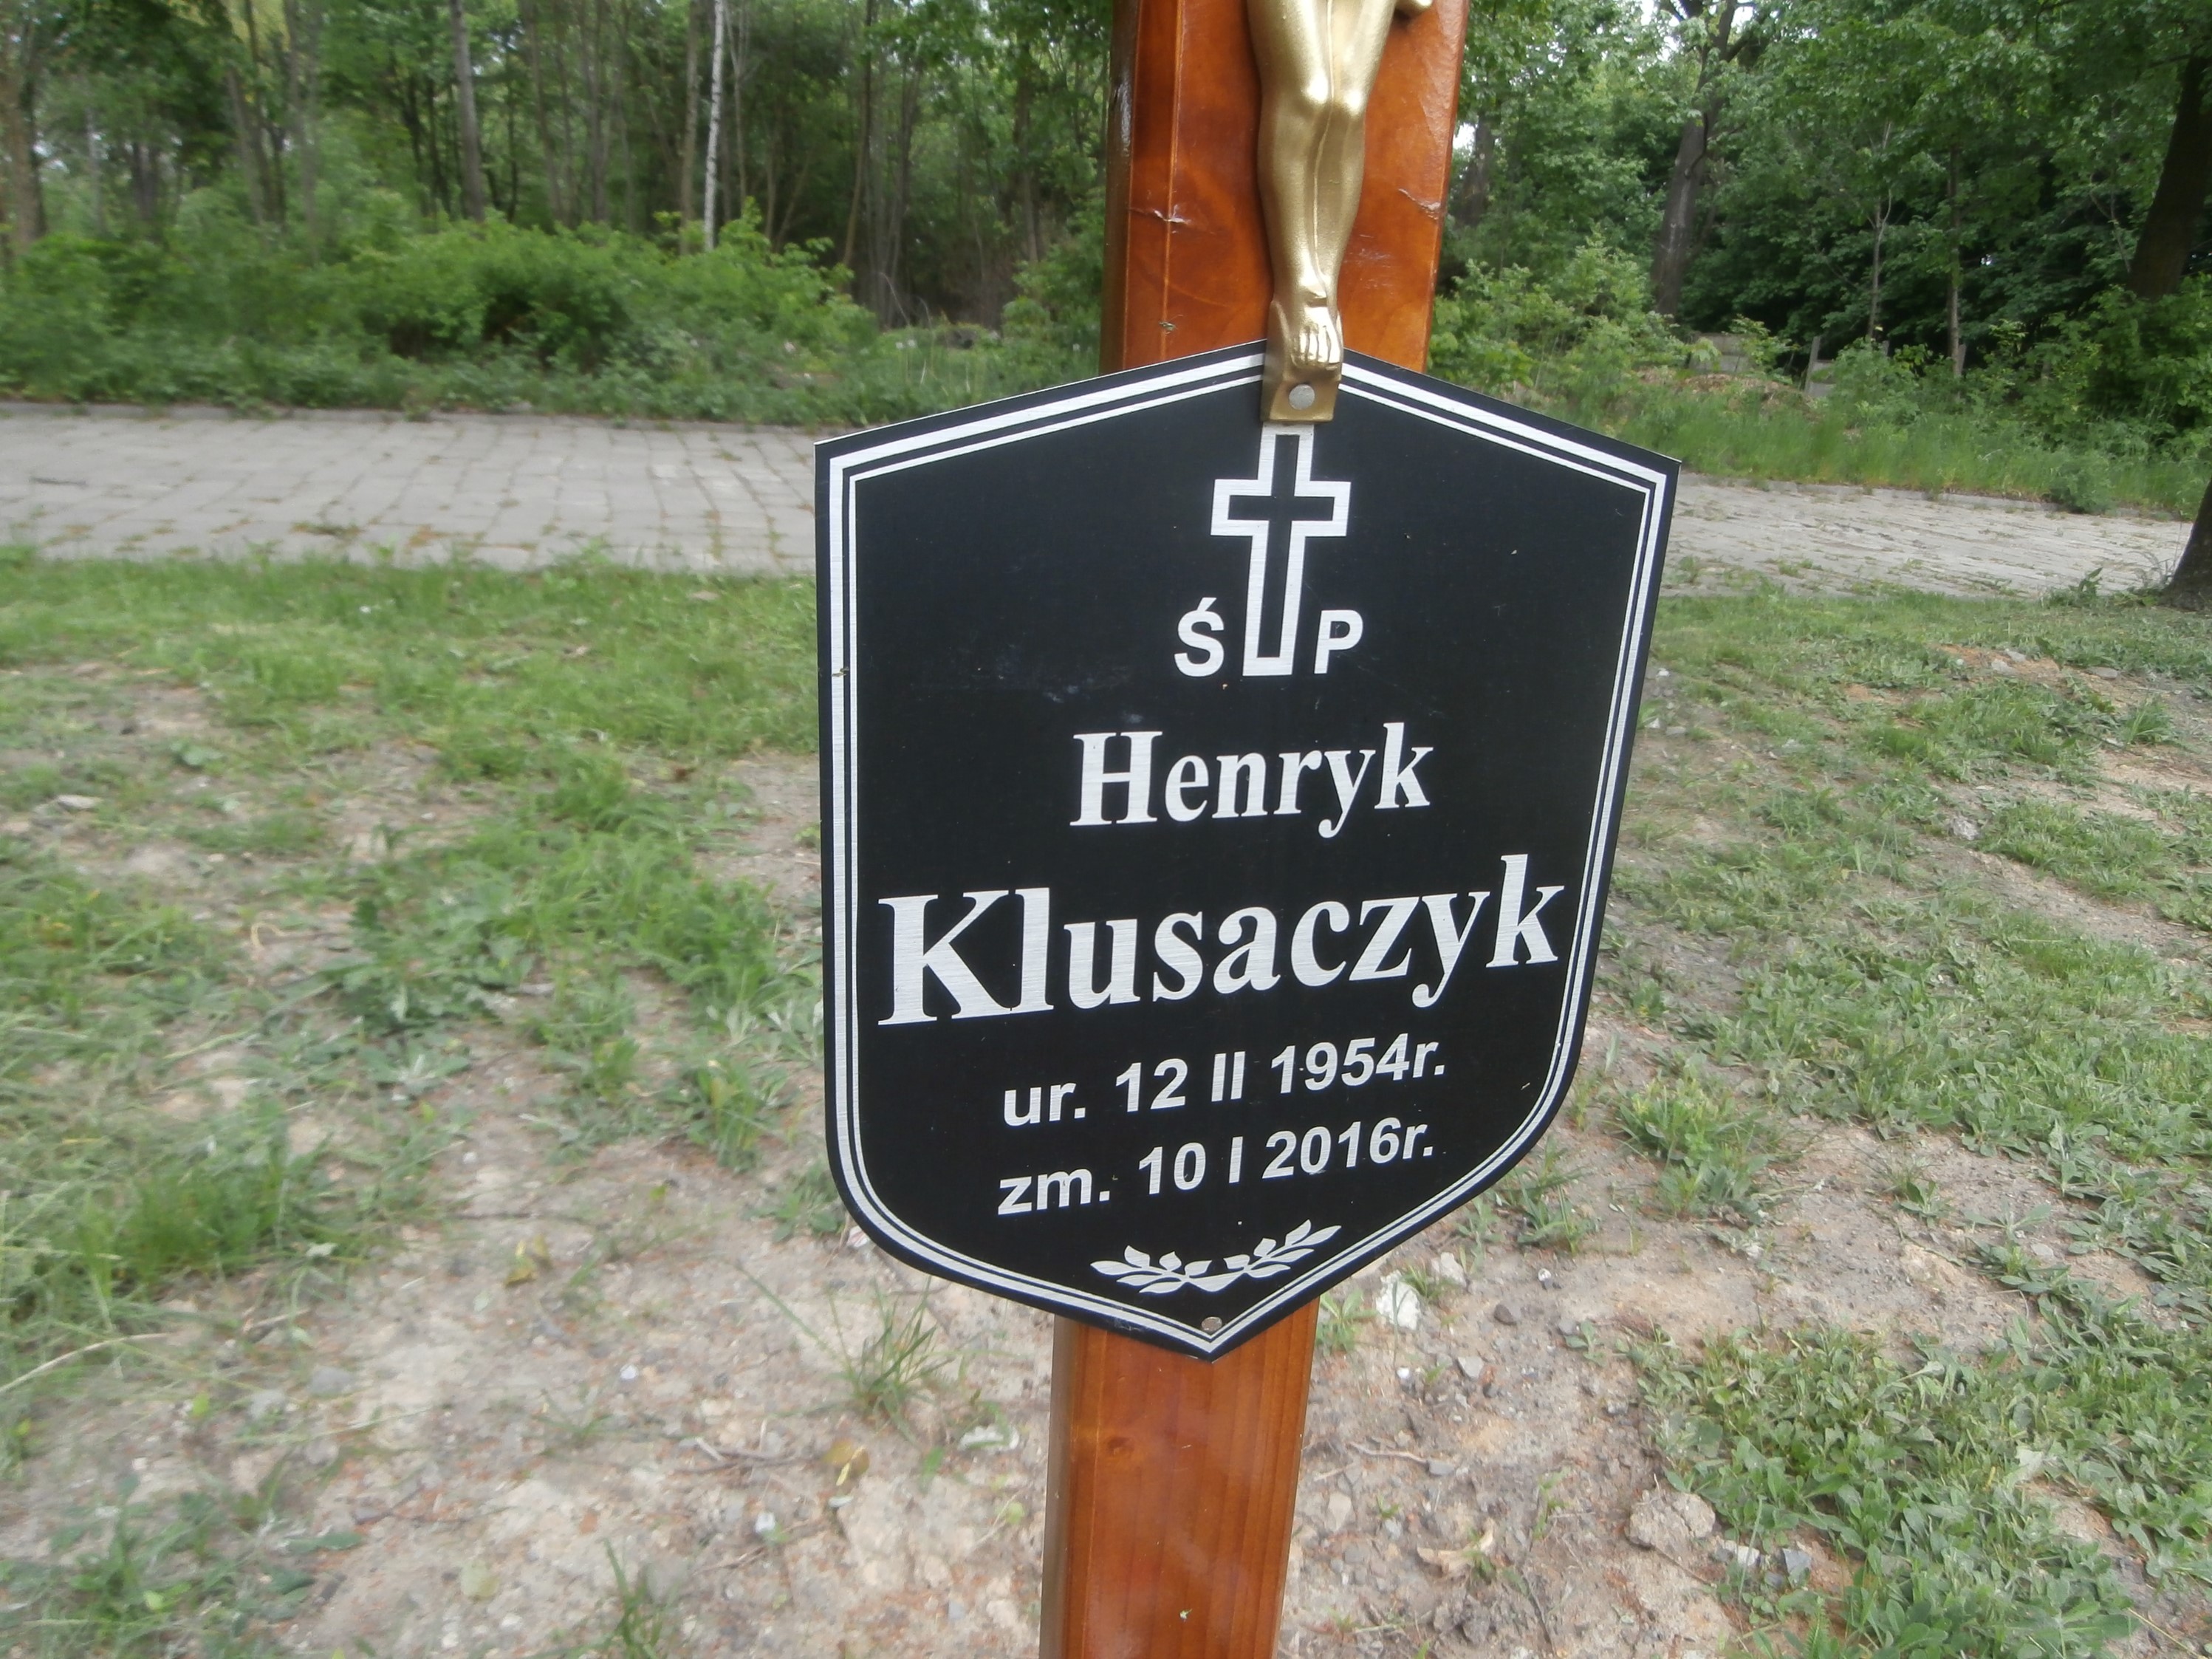 Ś P
Henryk
Klusaczyk
ur. 12 II 1954r.
zm. 10 I 2016r.